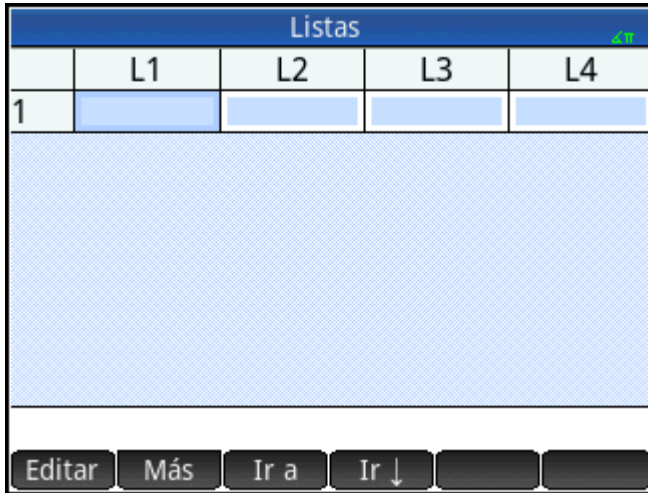 Listas
∡π
L1 L2 L3 L4
1
Editar Más Ir a Ir ↓